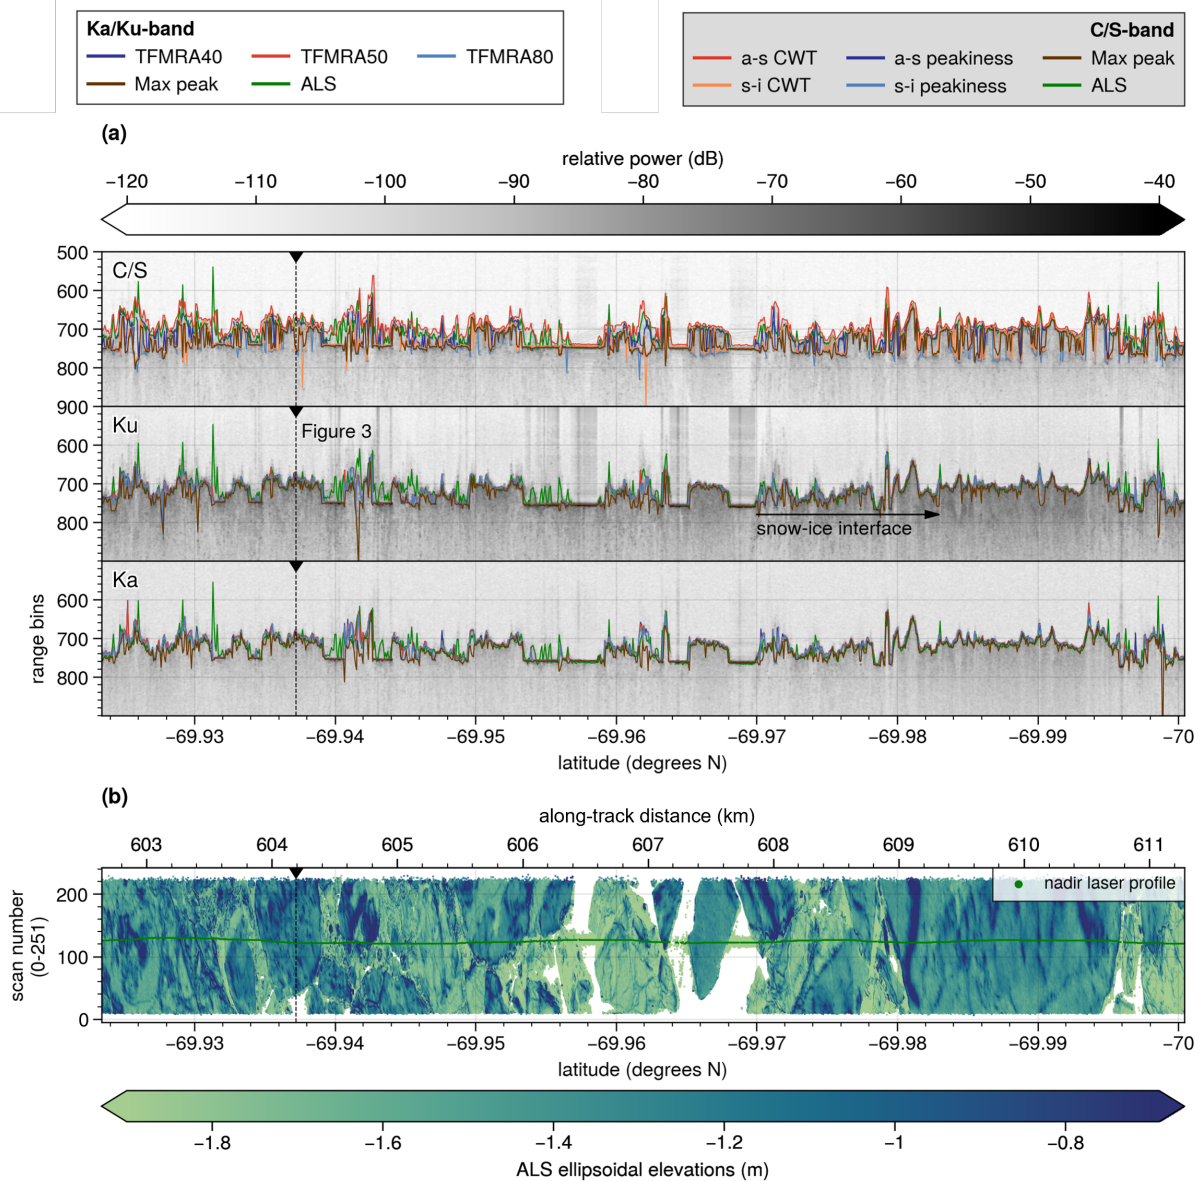 Ka/Ku-band
TFMRA40 TFMRA50 TFMRA80
Max peak ALS
C/S-band
a-s CWT a-s peakiness Max peak
s-i CWT s-i peakiness ALS
(a)
relative power (dB)
−120 −110 −100 −90 −80 −70 −60 −50 −40
500
C/S
600
700
800
900
Ku
Figure 3
600
700
800
snow-ice interface
Ka
600
700
800
range bins
−69.93 −69.94 −69.95 −69.96 −69.97 −69.98 −69.99 −70
latitude (degrees N)
(b)
along-track distance (km)
603 604 605 606 607 608 609 610 611
nadir laser profile
200
100
0
scan number
(0-251)
−69.93 −69.94 −69.95 −69.96 −69.97 −69.98 −69.99 −70
latitude (degrees N)
−1.8 −1.6 −1.4 −1.2 −1 −0.8
ALS ellipsoidal elevations (m)